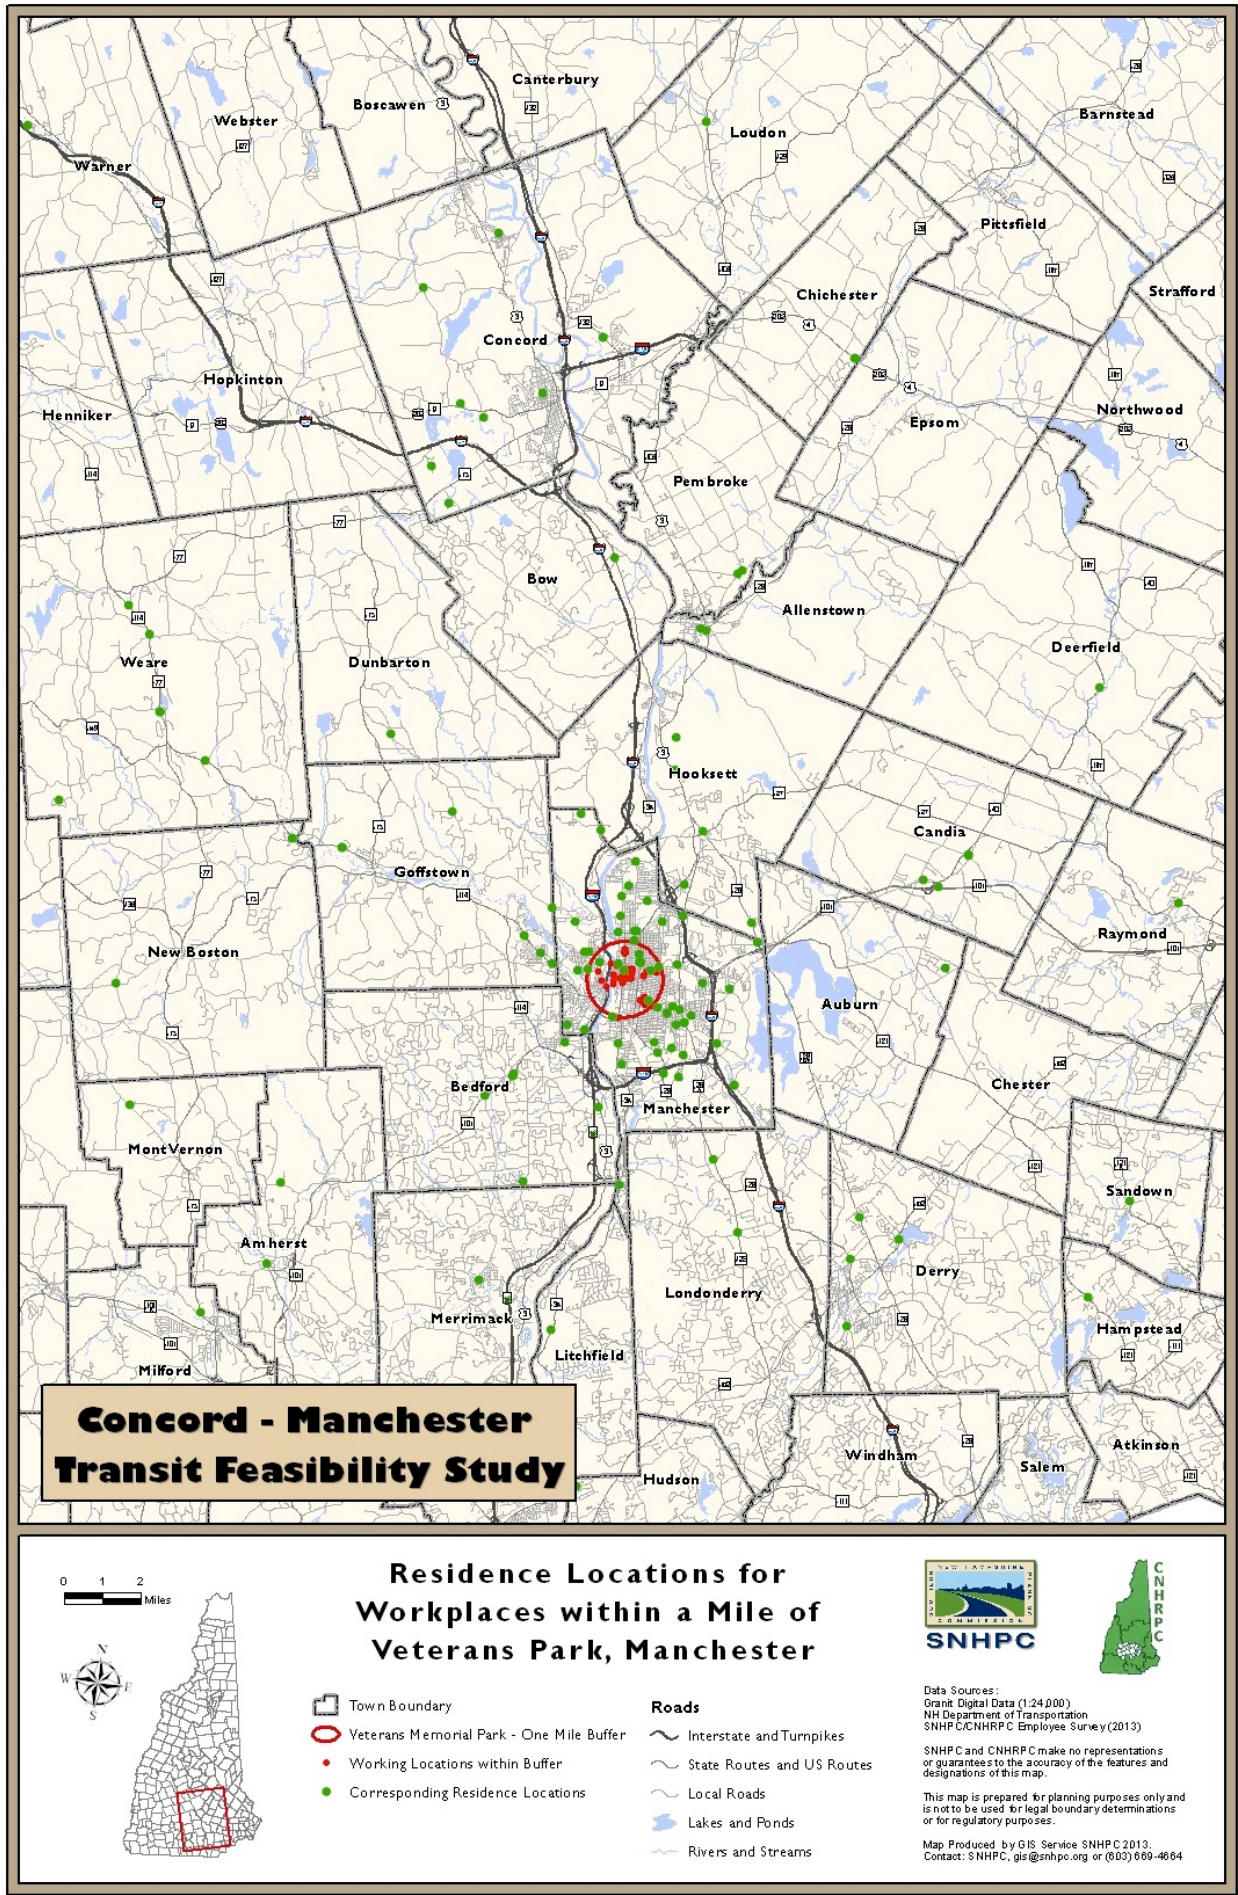 Canterbury
Boscawen
Webster
Loudon
Barnstead
Warner
Pittsfield
Strafford
Chichester
Concord
Hopkinton
Henniker
Northwood
Epsom
Pembroke
Bow
Allenstown
Weare
Dunbarton
Deerfield
Hooksett
Candia
Goffstown
Raymond
New Boston
Auburn
Chester
Bedford
Manchester
Mont Vernon
Sandown
Amherst
Derry
Londonderry
Merrimack
Hampstead
Litchfield
Milford
Concord - Manchester
Transit Feasibility Study
Atkinson
Windham
Salem
Hudson
Residence Locations for
Workplaces within a Mile of
Veterans Park, Manchester
0 1 2
Miles
N
W E
S
Town Boundary
Veterans Memorial Park - One Mile Buffer
Working Locations within Buffer
Corresponding Residence Locations
Roads
Interstate and Turnpikes
State Routes and US Routes
Local Roads
Lakes and Ponds
Rivers and Streams
SNHPC
CNHRPC
Data Sources:
Granit Digital Data (1:24,000)
NH Department of Transportation
SNHPC/CNHRPC Employee Survey (2013)
SNHPC and CNHRPC make no representations
or guarantees to the accuracy of the features and
designations of this map.
This map is prepared for planning purposes only and
is not to be used for legal boundary determinations
or for regulatory purposes.
Map Produced by GIS Service SNHPC 2013.
Contact: SNHPC, gis@snhpc.org or (603) 669-4664